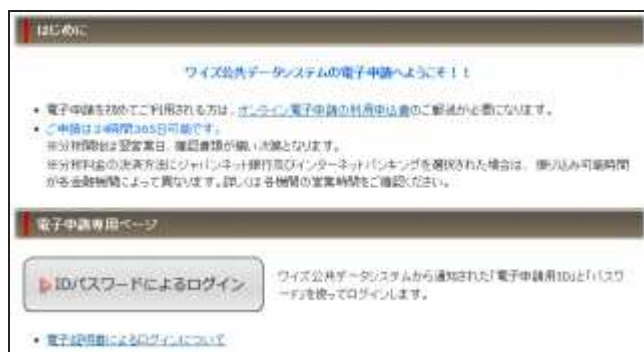 はじめに
ワイズ公共データシステムの電子申請へようこそ！！
電子申請を初めてご利用される方は、オンライン電子申請の利用申込書のご郵送が必要になります。
ご申請は24時間365日可能です。
※分析開始は翌営業日、確認書類が揃い次第となります。
※分析料金の決済方法にジャパンネット銀行及びインターネットバンキングを選択された場合は、振り込み可能時間
が各金融機関によって異なります。詳しくは各機関の営業時間をご確認ください。
電子申請専用ページ
IDパスワードによるログイン
ワイズ公共データシステムから通知された「電子申請用ID」と「パスワ
ード」を使ってログインします。
電子証明書によるログインについて